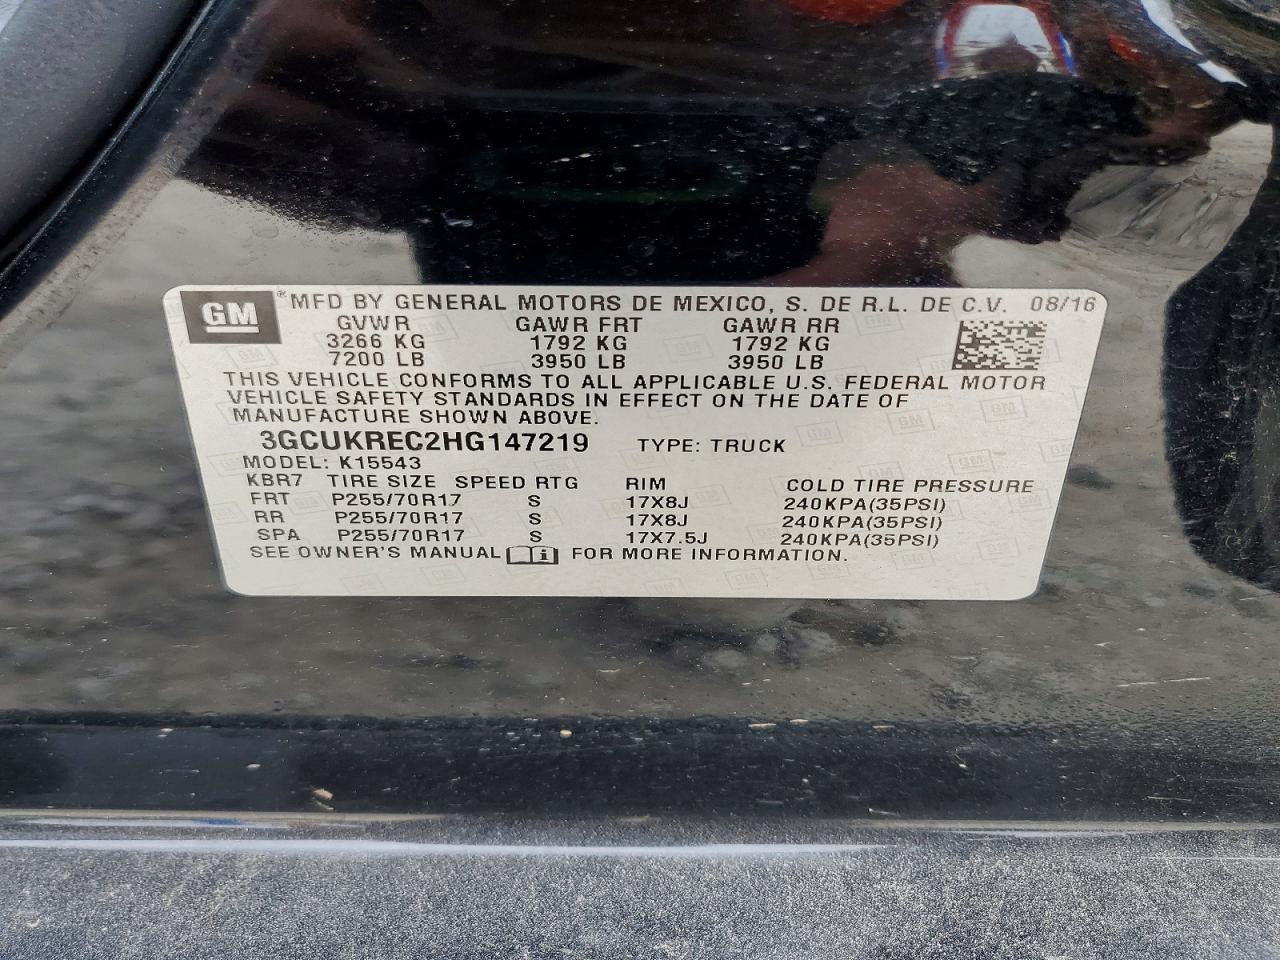 GM ® MFD BY GENERAL MOTORS DE MEXICO, S. DE R.L. DE C.V. 08/16
GVWR GAWR FRT GAWR RR
3266 KG 1792 KG 1792 KG
7200 LB 3950 LB 3950 LB
THIS VEHICLE CONFORMS TO ALL APPLICABLE U.S. FEDERAL MOTOR
VEHICLE SAFETY STANDARDS IN EFFECT ON THE DATE OF
MANUFACTURE SHOWN ABOVE.
3GCUKREC2HG147219 TYPE: TRUCK
MODEL: K15543
KBR7 TIRE SIZE SPEED RTG RIM COLD TIRE PRESSURE
FRT P255/70R17 S 17X8J 240KPA(35PSI)
RR P255/70R17 S 17X8J 240KPA(35PSI)
SPA P255/70R17 S 17X7.5J 240KPA(35PSI)
SEE OWNER'S MANUAL i FOR MORE INFORMATION.